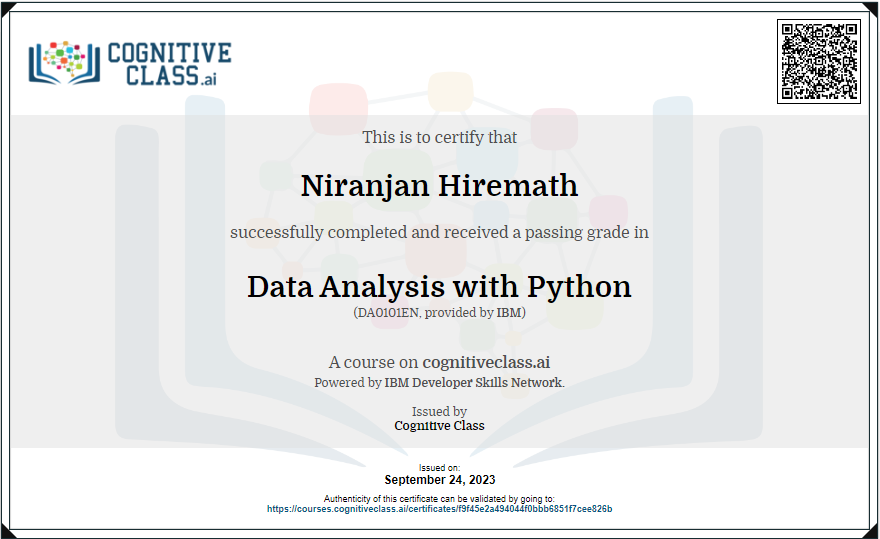 COGNITIVE
CLASS.ai
This is to certify that
Niranjan Hiremath
successfully completed and received a passing grade in
Data Analysis with Python
(DA0101EN, provided by IBM)
A course on cognitiveclass.ai
Powered by IBM Developer Skills Network.
Issued by
Cognitive Class
Issued on:
September 24, 2023
Authenticity of this certificate can be validated by going to:
https://courses.cognitiveclass.ai/certificates/f9f45e2a494044f0bbb6851f7cee826b